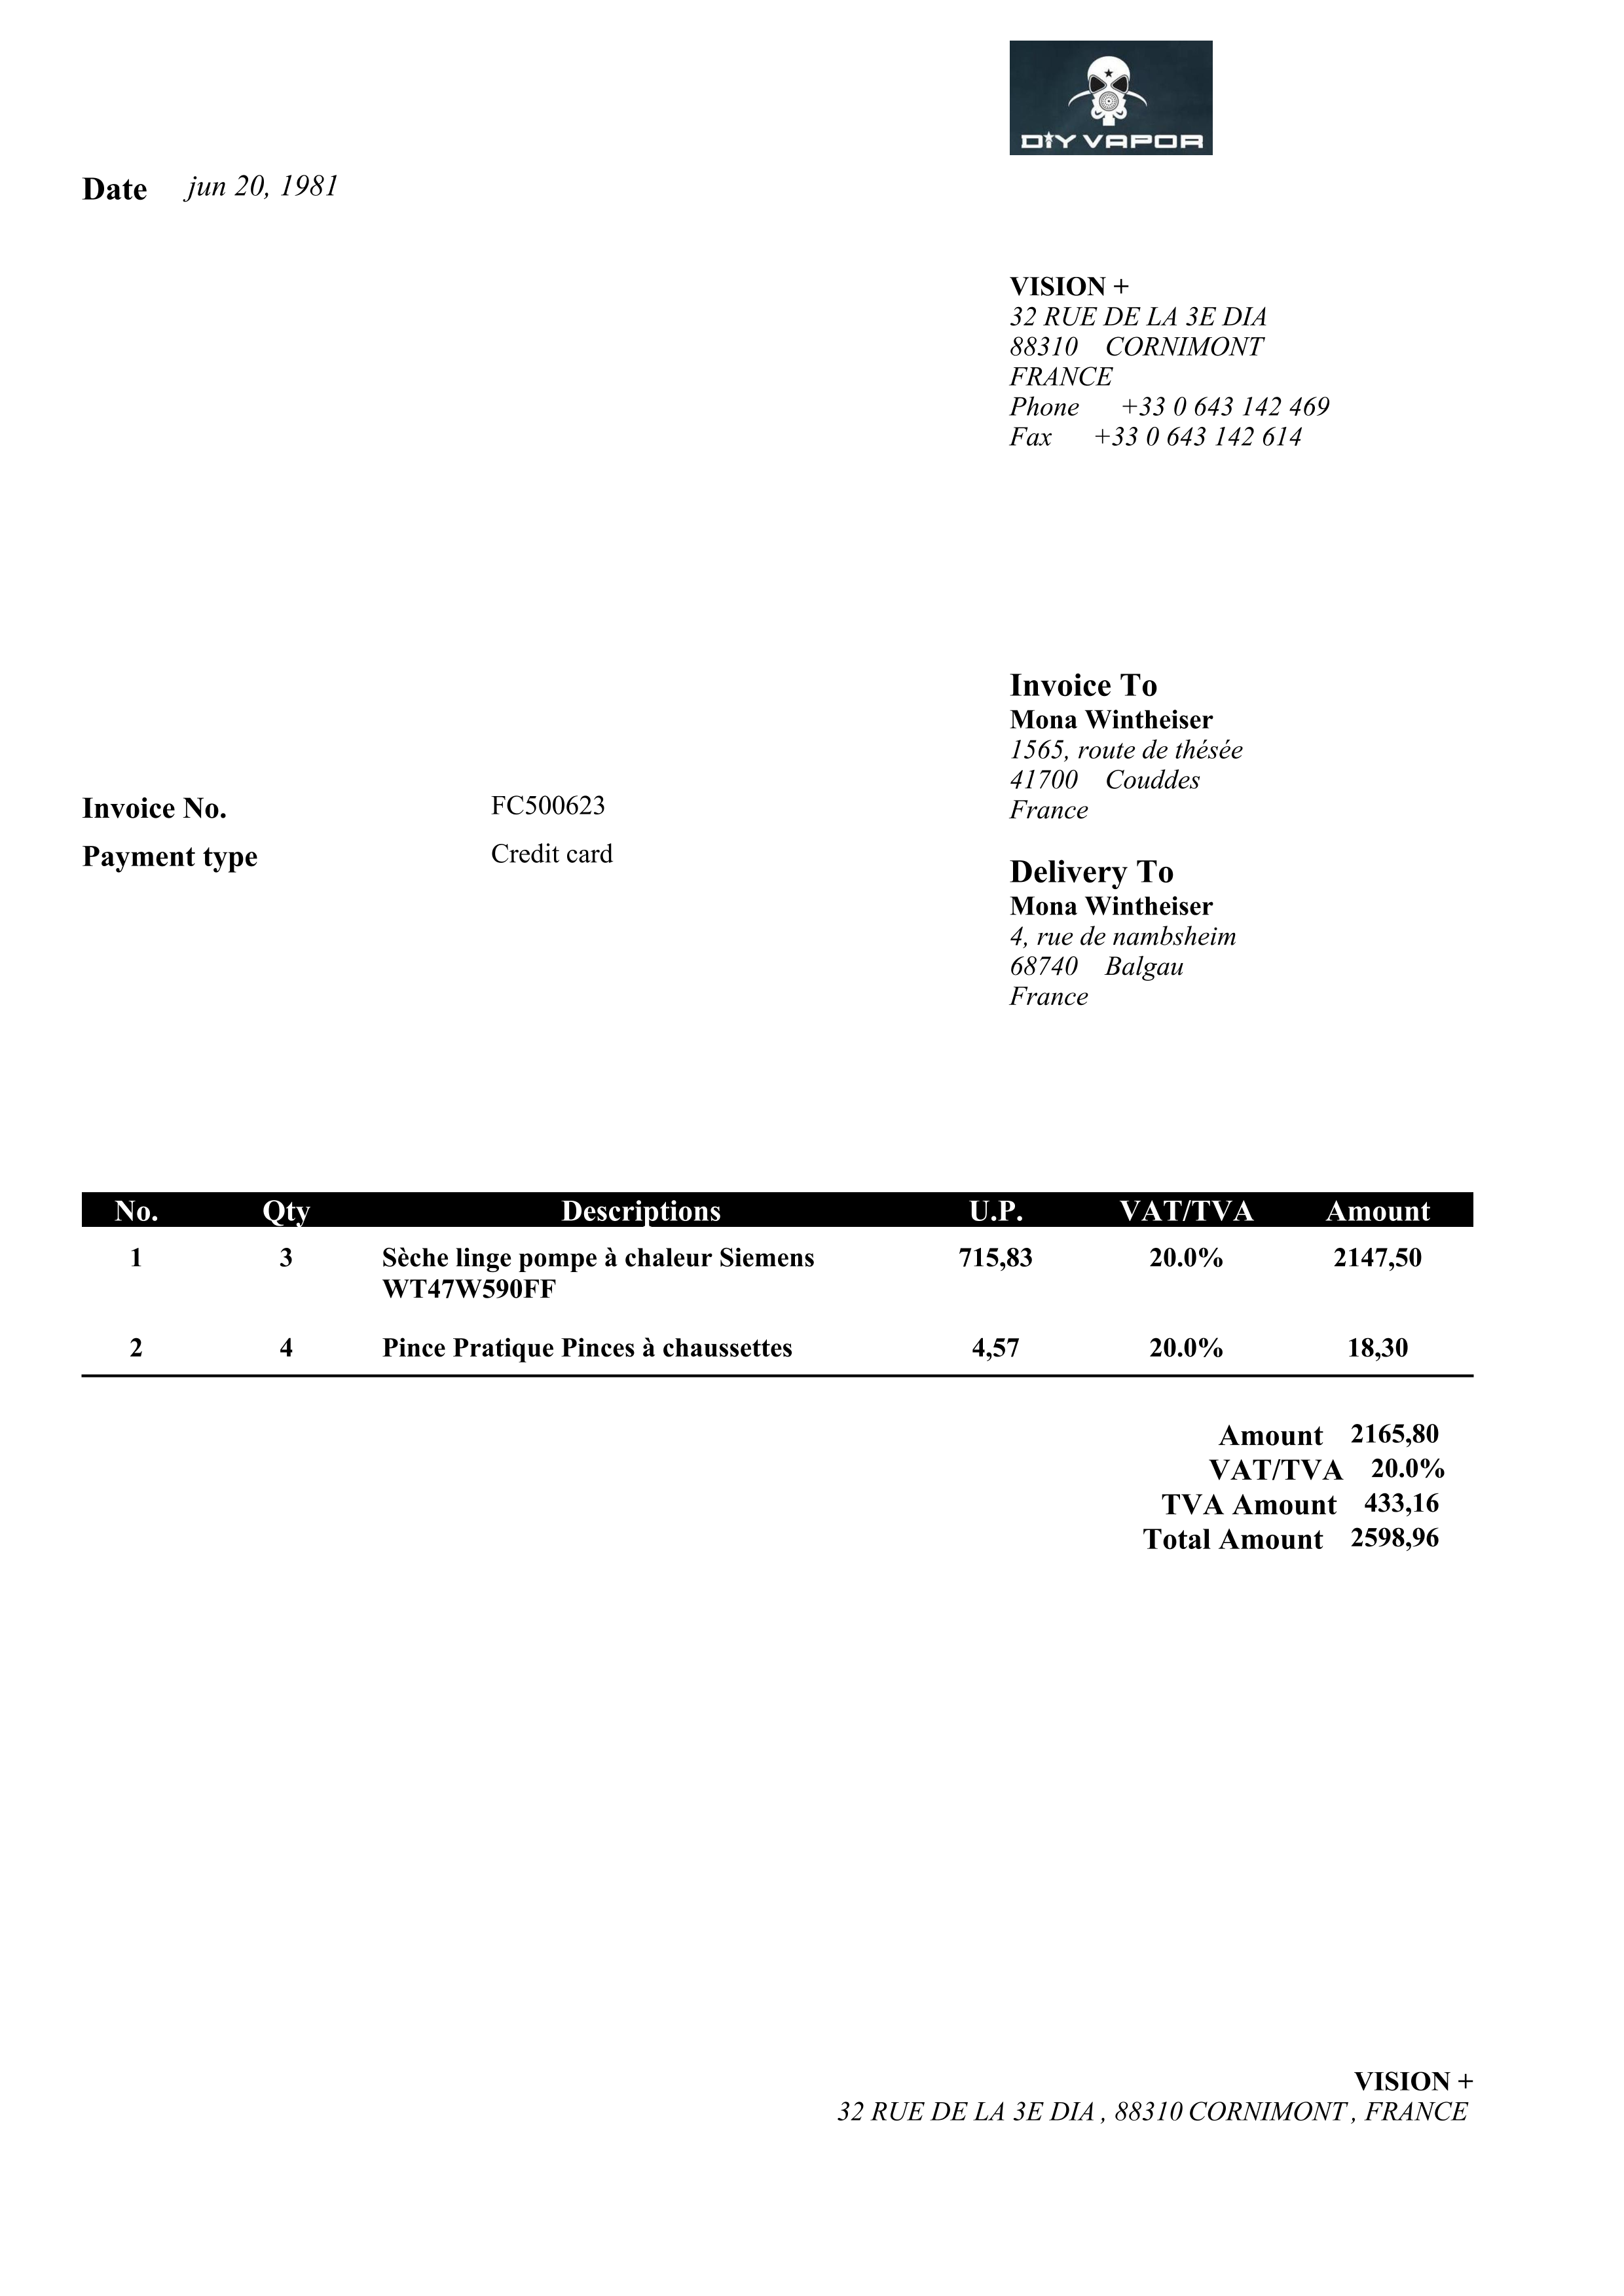 DIY VAPOR
Date jun 20, 1981
VISION +
32 RUE DE LA 3E DIA
88310 CORNIMONT
FRANCE
Phone +33 0 643 142 469
Fax +33 0 643 142 614
Invoice To
Mona Wintheiser
1565, route de thésée
41700 Couddes
France
Invoice No. FC500623
Payment type Credit card
Delivery To
Mona Wintheiser
4, rue de nambsheim
68740 Balgau
France
No. Qty Descriptions U.P. VAT/TVA Amount
1 3 Sèche linge pompe à chaleur Siemens 715,83 20.0% 2147,50
WT47W590FF
2 4 Pince Pratique Pinces à chaussettes 4,57 20.0% 18,30
Amount 2165,80
VAT/TVA 20.0%
TVA Amount 433,16
Total Amount 2598,96
VISION +
32 RUE DE LA 3E DIA , 88310 CORNIMONT , FRANCE